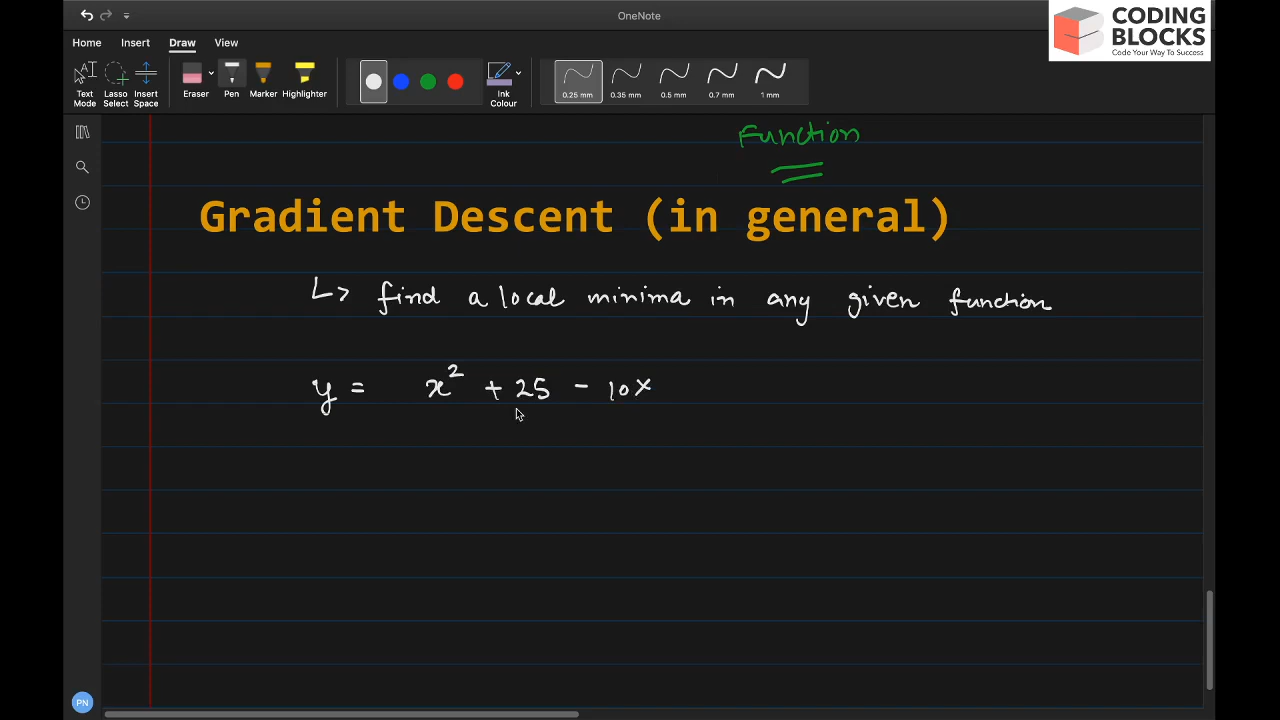 OneNote
CODING
BLOCKS
Code Your Way To Success
Home Insert Draw View
Text Mode Lasso Select Insert Space Eraser Pen Marker Highlighter Ink Colour 0.25 mm 0.35 mm 0.5 mm 0.7 mm 1 mm
Function
Gradient Descent (in general)
↳ find a local minima in any given function
y = x² + 25 - 10x
PN